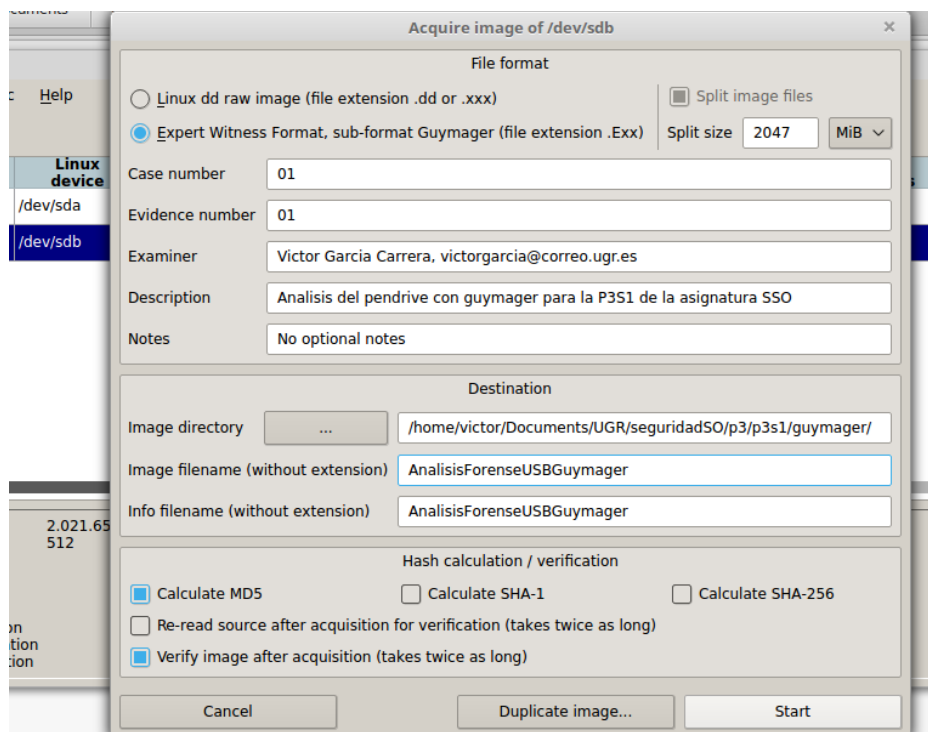 Acquire image of /dev/sdb
File format
Help
Linux dd raw image (file extension .dd or .xxx)
Split image files
Expert Witness Format, sub-format Guymager (file extension .Exx)
Split size 2047 MiB
Linux
device
Case number 01
/dev/sda
Evidence number 01
/dev/sdb
Examiner Victor Garcia Carrera, victorgarcia@correo.ugr.es
Description Analisis del pendrive con guymager para la P3S1 de la asignatura SSO
Notes No optional notes
Destination
Image directory ... /home/victor/Documents/UGR/seguridadSO/p3/p3s1/guymager/
Image filename (without extension) AnalisisForenseUSBGuymager
Info filename (without extension) AnalisisForenseUSBGuymager
2.021.65
512
Hash calculation / verification
Calculate MD5 Calculate SHA-1 Calculate SHA-256
Re-read source after acquisition for verification (takes twice as long)
Verify image after acquisition (takes twice as long)
Cancel Duplicate image... Start